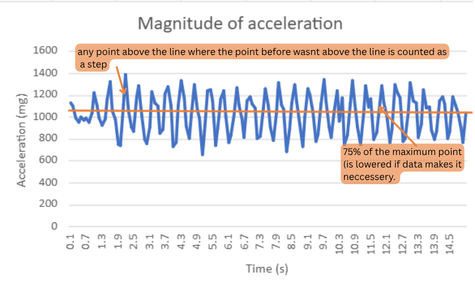 Magnitude of acceleration
1600
any point above the line where the point before wasnt above the line is counted as
a step
1400
1200
1000
800
600
400
200
0
Acceleration (mg)
75% of the maximum point
(is lowered if data makes it
neccessery.
0.1 0.7 1.3 1.9 2.5 3.1 3.7 4.3 4.9 5.5 6.1 6.7 7.3 7.9 8.5 9.1 9.7 10.3 10.9 11.5 12.1 12.7 13.3 13.9 14.5
Time (s)